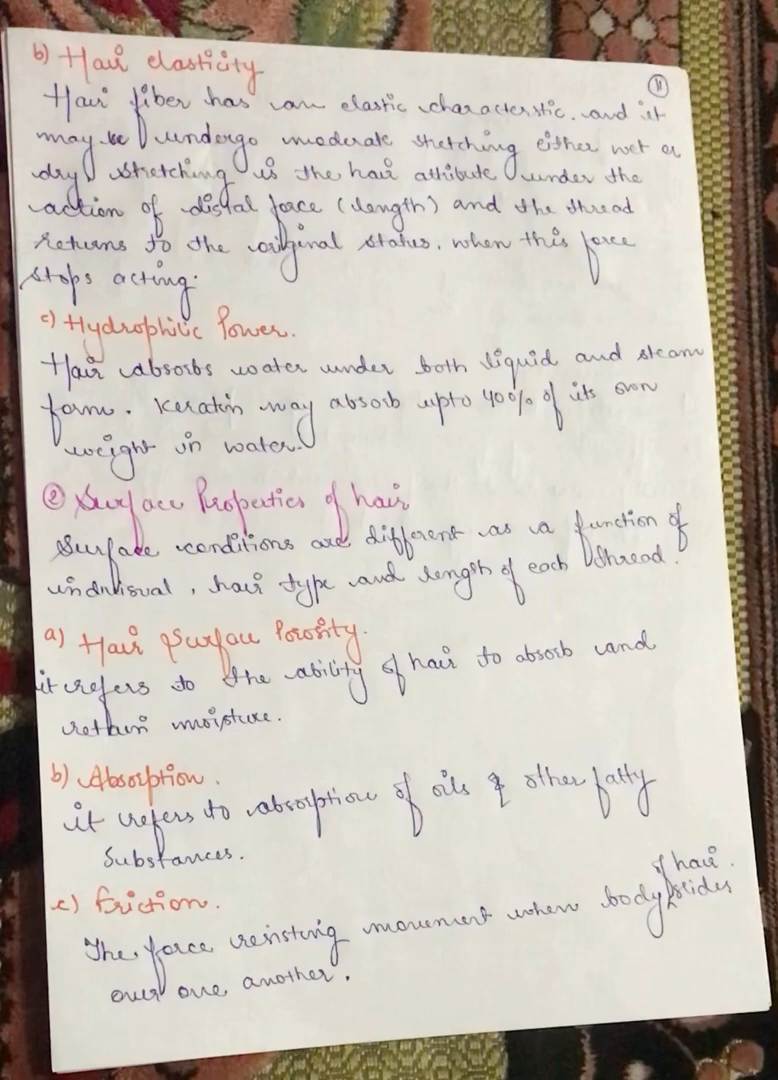 b) Hair elasticity
11
Hair fiber has an elastic characteristic. and it
may be undergo moderate stretching either wet or
dry stretching is the hair attibute under the
action of distal force (length) and the thread
returns to the original status. when this force
stops acting.
c) Hydrophilic Power.
Hair absorbs water under both liquid and steam
form. Keratin may absorb upto 40% of its own
weight in water.
② Surface Properties of hair
Surface conditions are different as a function of
indivisual, hair type and length of each thread.
a) Hair Surface Porosity.
it refers to the ability of hair to absorb and
retain moisture.
b) Absorption.
it refers to absorption of oils & other fatty
Substances.
c) Friction.
of hair.
The force resisting movement when body slides
over one another.